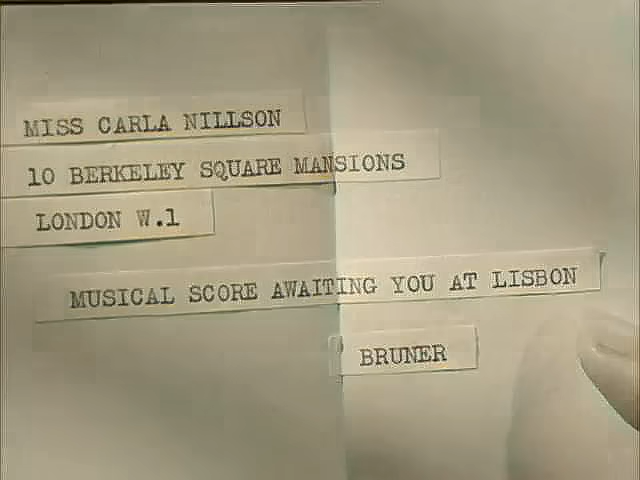 MISS CARLA NILLSON
10 BERKELEY SQUARE MANSIONS
LONDON W.1
MUSICAL SCORE AWAITING YOU AT LISBON
BRUNER